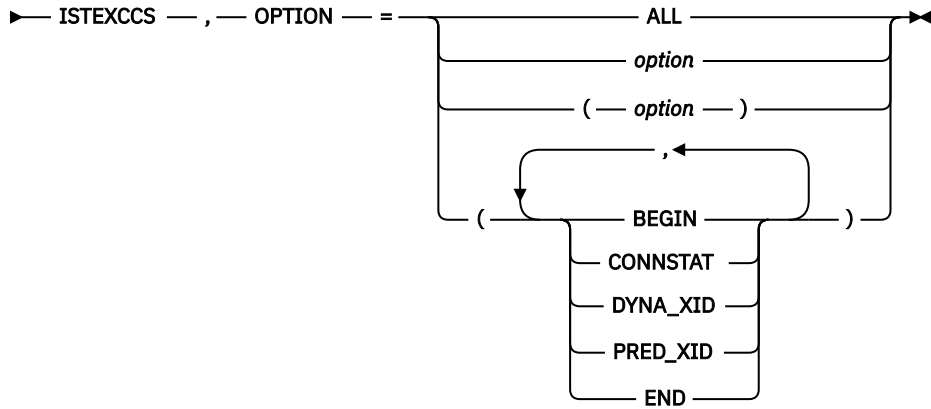 ISTEXCCS , OPTION = ALL
option
( option )
,
( BEGIN )
CONNSTAT
DYNA_XID
PRED_XID
END